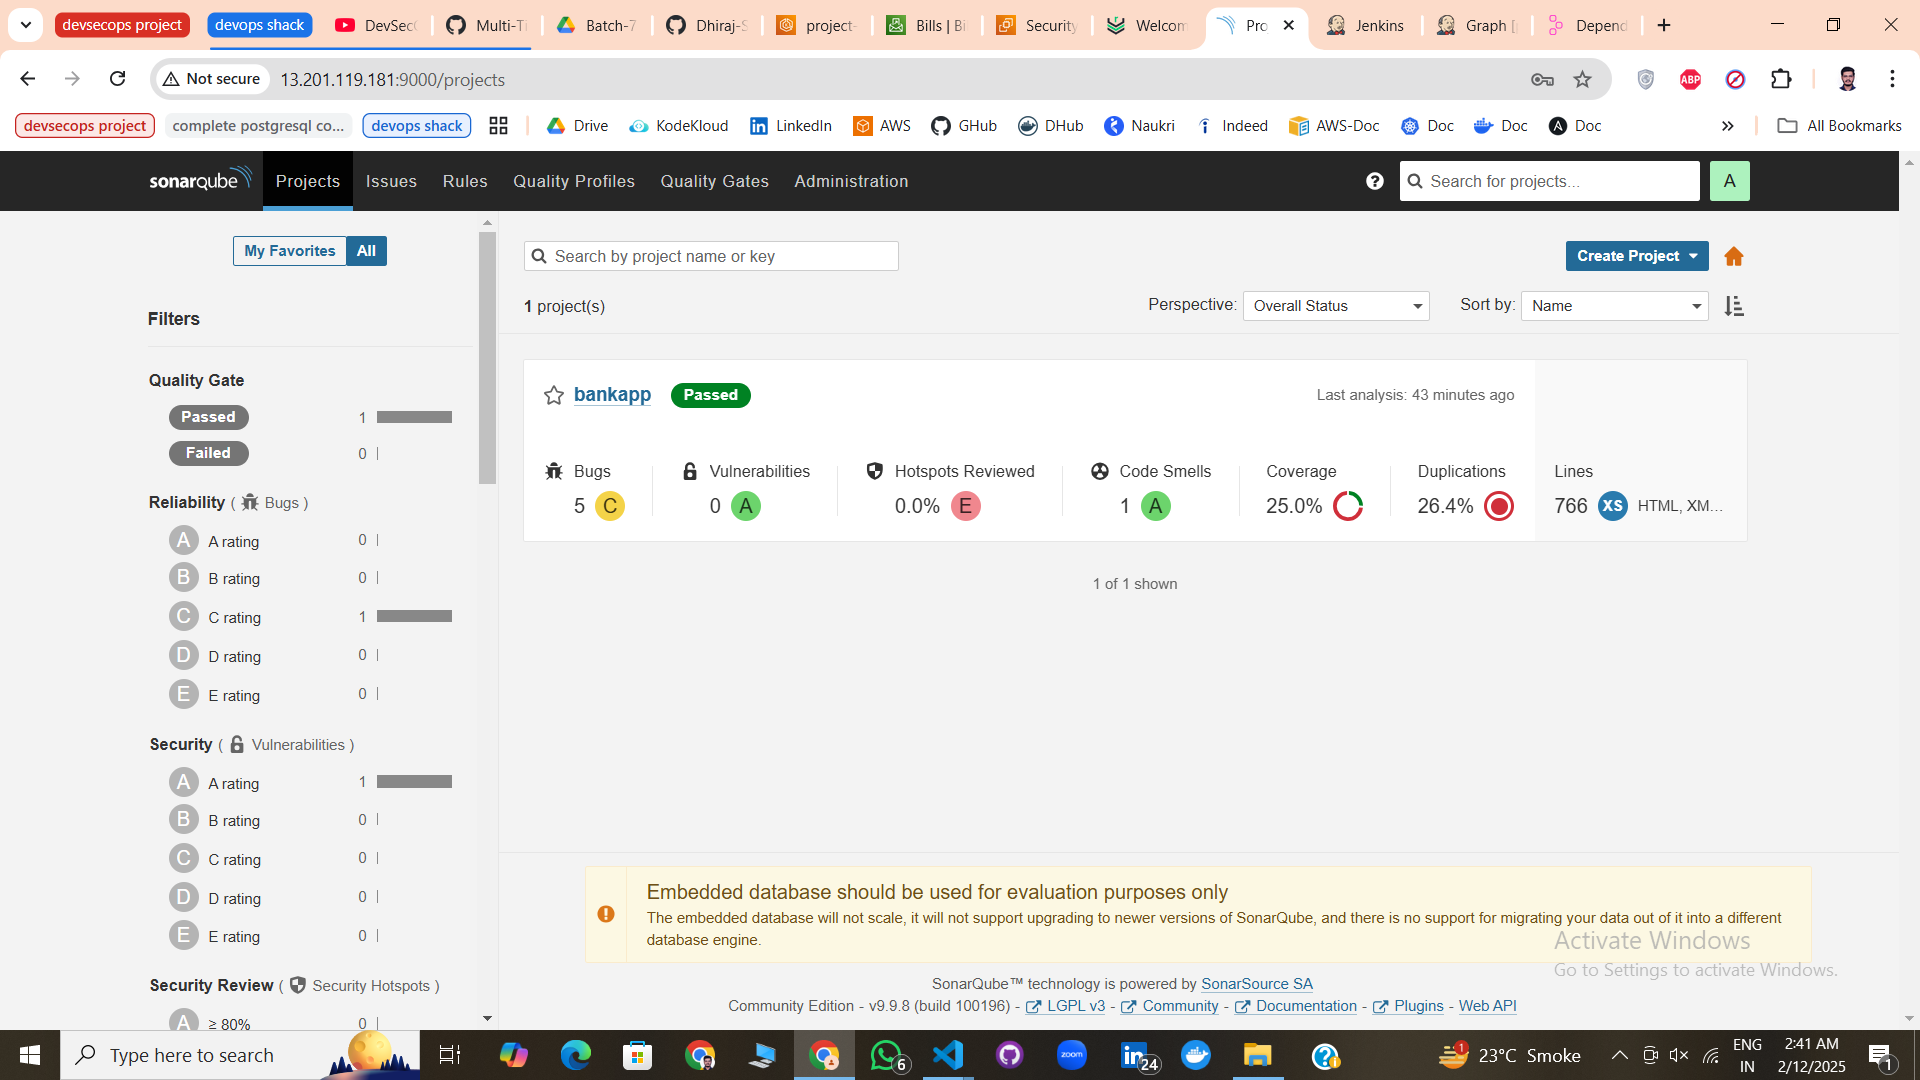 devsecops project
devops shack
DevSecO
Multi-Ti
Batch-7
Dhiraj-S
project-
Bills | Bi
Security
Welcom
Pro
Jenkins
Graph [
Depend
Not secure
13.201.119.181:9000/projects
ABP
devsecops project
complete postgresql co...
devops shack
Drive
KodeKloud
LinkedIn
AWS
GHub
DHub
Naukri
Indeed
AWS-Doc
Doc
Doc
Doc
All Bookmarks
sonarqube
Projects
Issues
Rules
Quality Profiles
Quality Gates
Administration
Search for projects...
A
My Favorites
All
Search by project name or key
Create Project
Filters
1 project(s)
Perspective:
Overall Status
Sort by:
Name
Quality Gate
Passed
1
Failed
0
Reliability ( Bugs )
A
A rating
0
B
B rating
0
C
C rating
1
D
D rating
0
E
E rating
0
Security ( Vulnerabilities )
A
A rating
1
B
B rating
0
C
C rating
0
D
D rating
0
E
E rating
0
Security Review ( Security Hotspots )
A
≥ 80%
0
bankapp
Passed
Last analysis: 43 minutes ago
Bugs
5
C
Vulnerabilities
0
A
Hotspots Reviewed
0.0%
E
Code Smells
1
A
Coverage
25.0%
Duplications
26.4%
Lines
766
XS
HTML, XM...
1 of 1 shown
Embedded database should be used for evaluation purposes only
The embedded database will not scale, it will not support upgrading to newer versions of SonarQube, and there is no support for migrating your data out of it into a different
database engine.
Activate Windows
Go to Settings to activate Windows.
SonarQube™ technology is powered by SonarSource SA
Community Edition - v9.9.8 (build 100196) - LGPL v3 - Community - Documentation - Plugins - Web API
Type here to search
6
zoom
24
1
23°C Smoke
ENG
IN
2:41 AM
2/12/2025
1